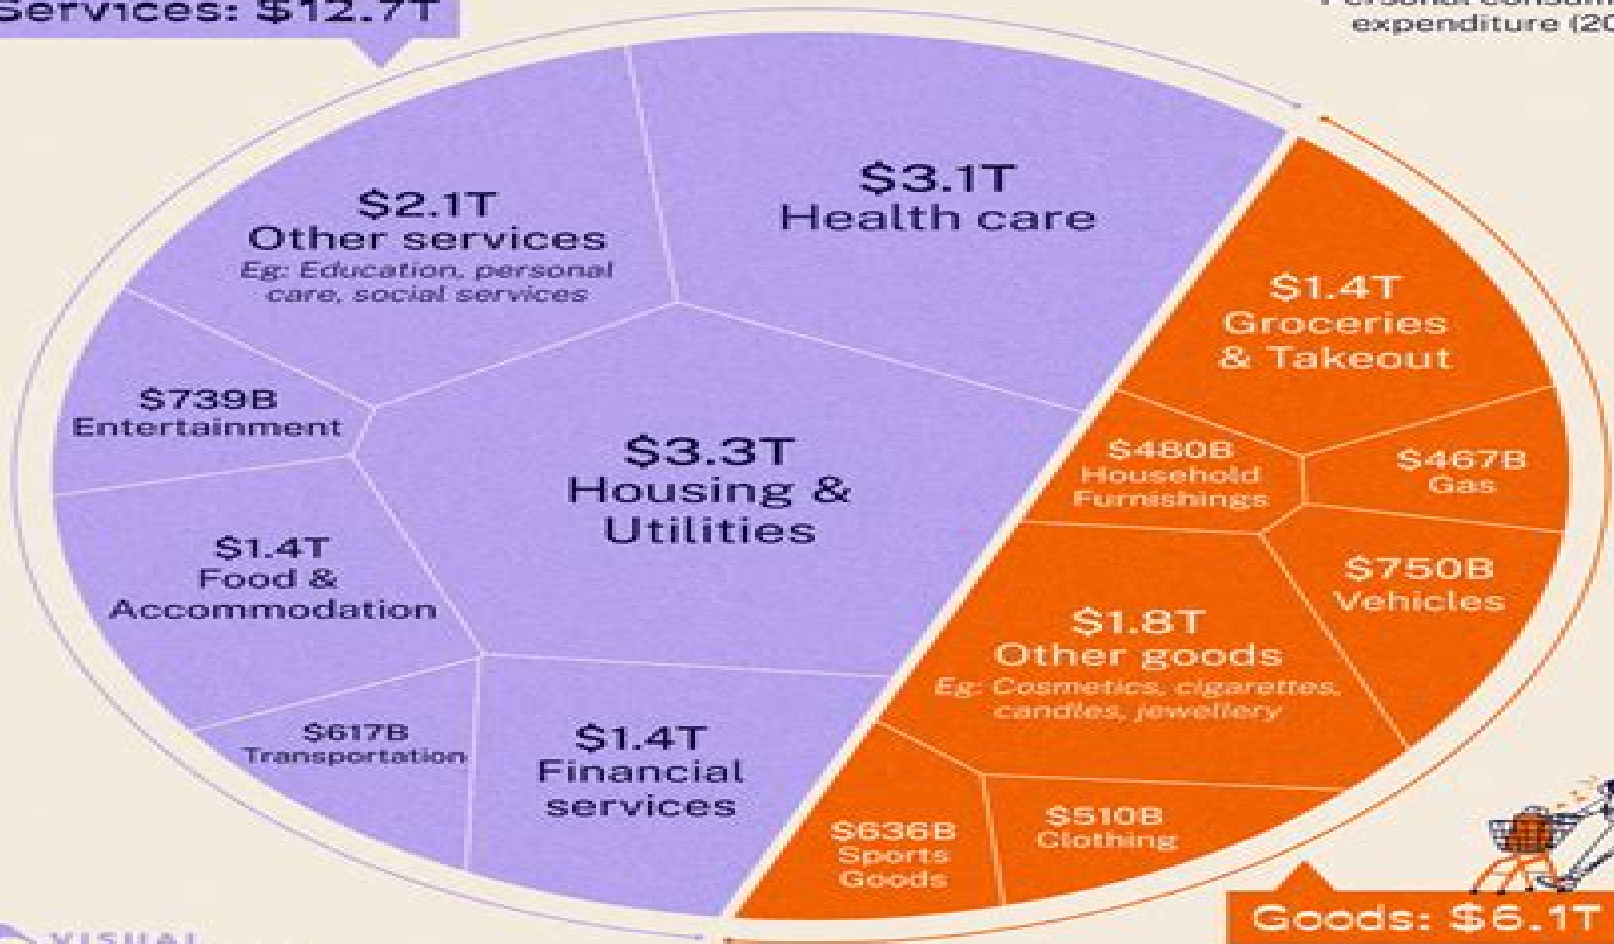 Services: $12.7T
expenditure (20
$3.1T
Health care
$2.1T
Other services
Eg: Education, personal
care, social services
$1.4T
Groceries
& Takeout
$739B
Entertainment
$3.3T
Housing &
Utilities
$480B
Household
Furnishings
$467B
Gas
$1.4T
Food &
Accommodation
$750B
Vehicles
$1.8T
Other goods
Eg: Cosmetics, cigarettes,
candles, jewellery
$617B
Transportation
$1.4T
Financial
services
$636B
Sports
Goods
$510B
Clothing
Goods: $6.1T
VISUAL